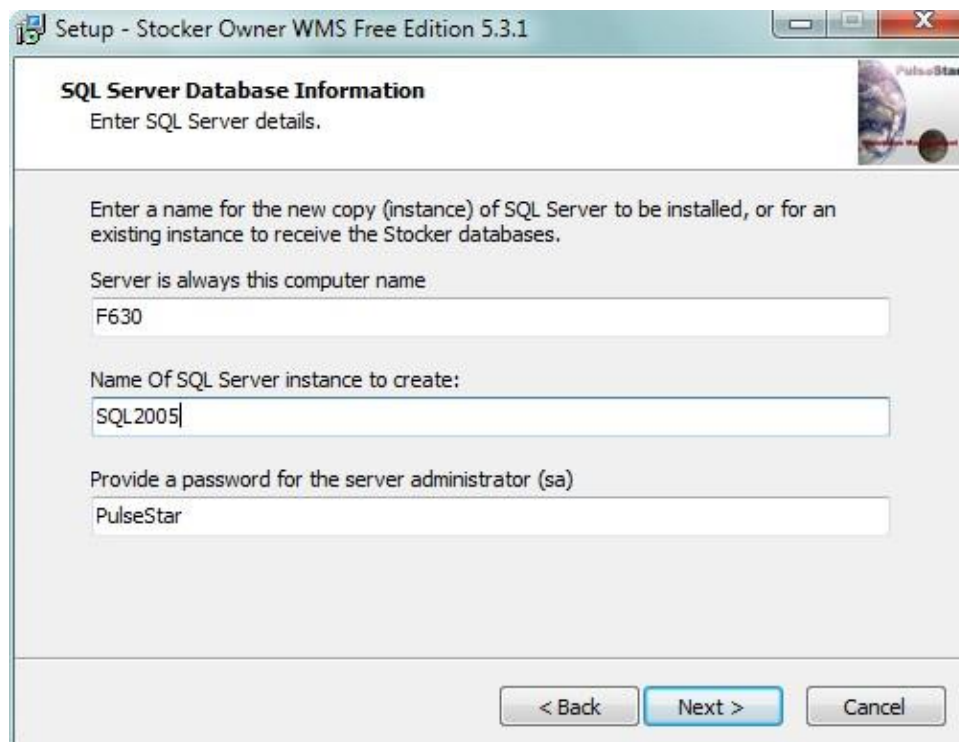 Setup - Stocker Owner WMS Free Edition 5.3.1
SQL Server Database Information
Enter SQL Server details.
PulseStar
Enter a name for the new copy (instance) of SQL Server to be installed, or for an
existing instance to receive the Stocker databases.
Server is always this computer name
F630
Name Of SQL Server instance to create:
SQL2005
Provide a password for the server administrator (sa)
PulseStar
< Back
Next >
Cancel